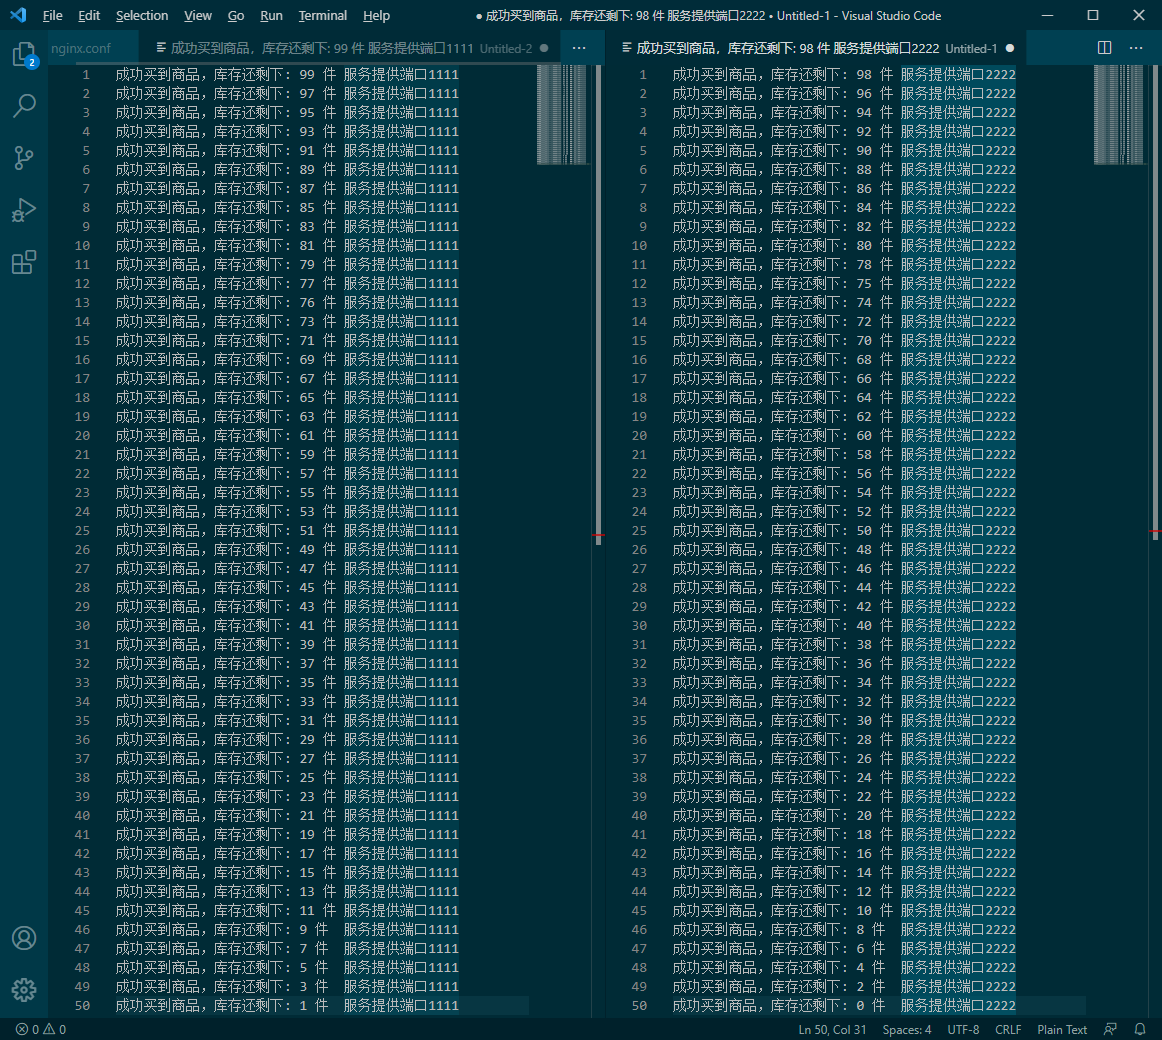 File Edit Selection View Go Run Terminal Help ● 成功买到商品，库存还剩下: 98 件 服务提供端口2222 • Untitled-1 - Visual Studio Code
nginx.conf 成功买到商品，库存还剩下: 99 件 服务提供端口1111 Untitled-2 ● ···
1 成功买到商品，库存还剩下: 99 件 服务提供端口1111
2 成功买到商品，库存还剩下: 97 件 服务提供端口1111
3 成功买到商品，库存还剩下: 95 件 服务提供端口1111
4 成功买到商品，库存还剩下: 93 件 服务提供端口1111
5 成功买到商品，库存还剩下: 91 件 服务提供端口1111
6 成功买到商品，库存还剩下: 89 件 服务提供端口1111
7 成功买到商品，库存还剩下: 87 件 服务提供端口1111
8 成功买到商品，库存还剩下: 85 件 服务提供端口1111
9 成功买到商品，库存还剩下: 83 件 服务提供端口1111
10 成功买到商品，库存还剩下: 81 件 服务提供端口1111
11 成功买到商品，库存还剩下: 79 件 服务提供端口1111
12 成功买到商品，库存还剩下: 77 件 服务提供端口1111
13 成功买到商品，库存还剩下: 76 件 服务提供端口1111
14 成功买到商品，库存还剩下: 73 件 服务提供端口1111
15 成功买到商品，库存还剩下: 71 件 服务提供端口1111
16 成功买到商品，库存还剩下: 69 件 服务提供端口1111
17 成功买到商品，库存还剩下: 67 件 服务提供端口1111
18 成功买到商品，库存还剩下: 65 件 服务提供端口1111
19 成功买到商品，库存还剩下: 63 件 服务提供端口1111
20 成功买到商品，库存还剩下: 61 件 服务提供端口1111
21 成功买到商品，库存还剩下: 59 件 服务提供端口1111
22 成功买到商品，库存还剩下: 57 件 服务提供端口1111
23 成功买到商品，库存还剩下: 55 件 服务提供端口1111
24 成功买到商品，库存还剩下: 53 件 服务提供端口1111
25 成功买到商品，库存还剩下: 51 件 服务提供端口1111
26 成功买到商品，库存还剩下: 49 件 服务提供端口1111
27 成功买到商品，库存还剩下: 47 件 服务提供端口1111
28 成功买到商品，库存还剩下: 45 件 服务提供端口1111
29 成功买到商品，库存还剩下: 43 件 服务提供端口1111
30 成功买到商品，库存还剩下: 41 件 服务提供端口1111
31 成功买到商品，库存还剩下: 39 件 服务提供端口1111
32 成功买到商品，库存还剩下: 37 件 服务提供端口1111
33 成功买到商品，库存还剩下: 35 件 服务提供端口1111
34 成功买到商品，库存还剩下: 33 件 服务提供端口1111
35 成功买到商品，库存还剩下: 31 件 服务提供端口1111
36 成功买到商品，库存还剩下: 29 件 服务提供端口1111
37 成功买到商品，库存还剩下: 27 件 服务提供端口1111
38 成功买到商品，库存还剩下: 25 件 服务提供端口1111
39 成功买到商品，库存还剩下: 23 件 服务提供端口1111
40 成功买到商品，库存还剩下: 21 件 服务提供端口1111
41 成功买到商品，库存还剩下: 19 件 服务提供端口1111
42 成功买到商品，库存还剩下: 17 件 服务提供端口1111
43 成功买到商品，库存还剩下: 15 件 服务提供端口1111
44 成功买到商品，库存还剩下: 13 件 服务提供端口1111
45 成功买到商品，库存还剩下: 11 件 服务提供端口1111
46 成功买到商品，库存还剩下: 9 件 服务提供端口1111
47 成功买到商品，库存还剩下: 7 件 服务提供端口1111
48 成功买到商品，库存还剩下: 5 件 服务提供端口1111
49 成功买到商品，库存还剩下: 3 件 服务提供端口1111
50 成功买到商品，库存还剩下: 1 件 服务提供端口1111
成功买到商品，库存还剩下: 98 件 服务提供端口2222 Untitled-1 ● ···
1 成功买到商品，库存还剩下: 98 件 服务提供端口2222
2 成功买到商品，库存还剩下: 96 件 服务提供端口2222
3 成功买到商品，库存还剩下: 94 件 服务提供端口2222
4 成功买到商品，库存还剩下: 92 件 服务提供端口2222
5 成功买到商品，库存还剩下: 90 件 服务提供端口2222
6 成功买到商品，库存还剩下: 88 件 服务提供端口2222
7 成功买到商品，库存还剩下: 86 件 服务提供端口2222
8 成功买到商品，库存还剩下: 84 件 服务提供端口2222
9 成功买到商品，库存还剩下: 82 件 服务提供端口2222
10 成功买到商品，库存还剩下: 80 件 服务提供端口2222
11 成功买到商品，库存还剩下: 78 件 服务提供端口2222
12 成功买到商品，库存还剩下: 75 件 服务提供端口2222
13 成功买到商品，库存还剩下: 74 件 服务提供端口2222
14 成功买到商品，库存还剩下: 72 件 服务提供端口2222
15 成功买到商品，库存还剩下: 70 件 服务提供端口2222
16 成功买到商品，库存还剩下: 68 件 服务提供端口2222
17 成功买到商品，库存还剩下: 66 件 服务提供端口2222
18 成功买到商品，库存还剩下: 64 件 服务提供端口2222
19 成功买到商品，库存还剩下: 62 件 服务提供端口2222
20 成功买到商品，库存还剩下: 60 件 服务提供端口2222
21 成功买到商品，库存还剩下: 58 件 服务提供端口2222
22 成功买到商品，库存还剩下: 56 件 服务提供端口2222
23 成功买到商品，库存还剩下: 54 件 服务提供端口2222
24 成功买到商品，库存还剩下: 52 件 服务提供端口2222
25 成功买到商品，库存还剩下: 50 件 服务提供端口2222
26 成功买到商品，库存还剩下: 48 件 服务提供端口2222
27 成功买到商品，库存还剩下: 46 件 服务提供端口2222
28 成功买到商品，库存还剩下: 44 件 服务提供端口2222
29 成功买到商品，库存还剩下: 42 件 服务提供端口2222
30 成功买到商品，库存还剩下: 40 件 服务提供端口2222
31 成功买到商品，库存还剩下: 38 件 服务提供端口2222
32 成功买到商品，库存还剩下: 36 件 服务提供端口2222
33 成功买到商品，库存还剩下: 34 件 服务提供端口2222
34 成功买到商品，库存还剩下: 32 件 服务提供端口2222
35 成功买到商品，库存还剩下: 30 件 服务提供端口2222
36 成功买到商品，库存还剩下: 28 件 服务提供端口2222
37 成功买到商品，库存还剩下: 26 件 服务提供端口2222
38 成功买到商品，库存还剩下: 24 件 服务提供端口2222
39 成功买到商品，库存还剩下: 22 件 服务提供端口2222
40 成功买到商品，库存还剩下: 20 件 服务提供端口2222
41 成功买到商品，库存还剩下: 18 件 服务提供端口2222
42 成功买到商品，库存还剩下: 16 件 服务提供端口2222
43 成功买到商品，库存还剩下: 14 件 服务提供端口2222
44 成功买到商品，库存还剩下: 12 件 服务提供端口2222
45 成功买到商品，库存还剩下: 10 件 服务提供端口2222
46 成功买到商品，库存还剩下: 8 件 服务提供端口2222
47 成功买到商品，库存还剩下: 6 件 服务提供端口2222
48 成功买到商品，库存还剩下: 4 件 服务提供端口2222
49 成功买到商品，库存还剩下: 2 件 服务提供端口2222
50 成功买到商品，库存还剩下: 0 件 服务提供端口2222
2
0 0 Ln 50, Col 31 Spaces: 4 UTF-8 CRLF Plain Text